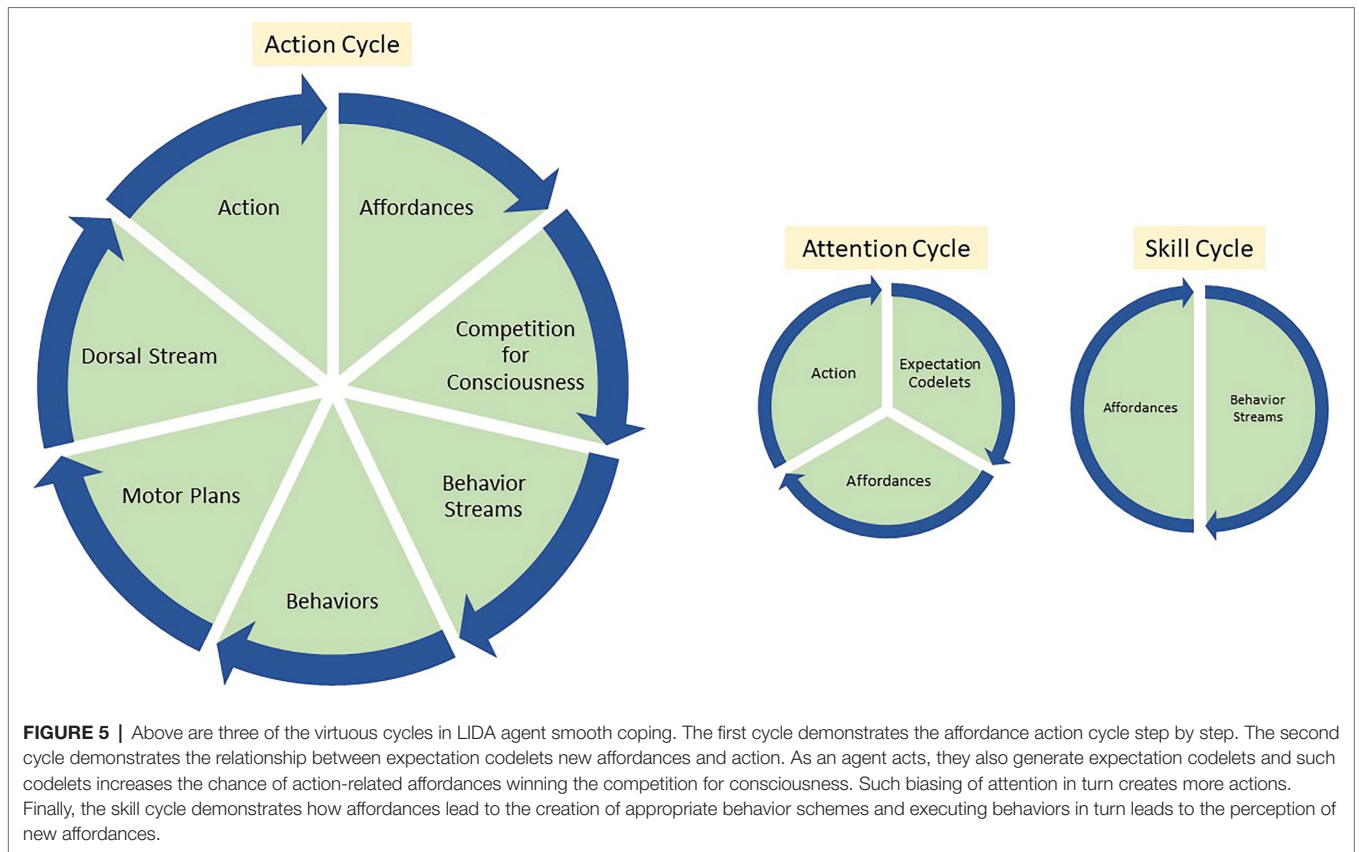 Action Cycle
Action
Affordances
Competition
for
Consciousness
Behavior
Streams
Behaviors
Motor Plans
Dorsal Stream
Attention Cycle
Action
Expectation
Codelets
Affordances
Skill Cycle
Affordances
Behavior
Streams
FIGURE 5 | Above are three of the virtuous cycles in LIDA agent smooth coping. The first cycle demonstrates the affordance action cycle step by step. The second
cycle demonstrates the relationship between expectation codelets new affordances and action. As an agent acts, they also generate expectation codelets and such
codelets increases the chance of action-related affordances winning the competition for consciousness. Such biasing of attention in turn creates more actions.
Finally, the skill cycle demonstrates how affordances lead to the creation of appropriate behavior schemes and executing behaviors in turn leads to the perception of
new affordances.